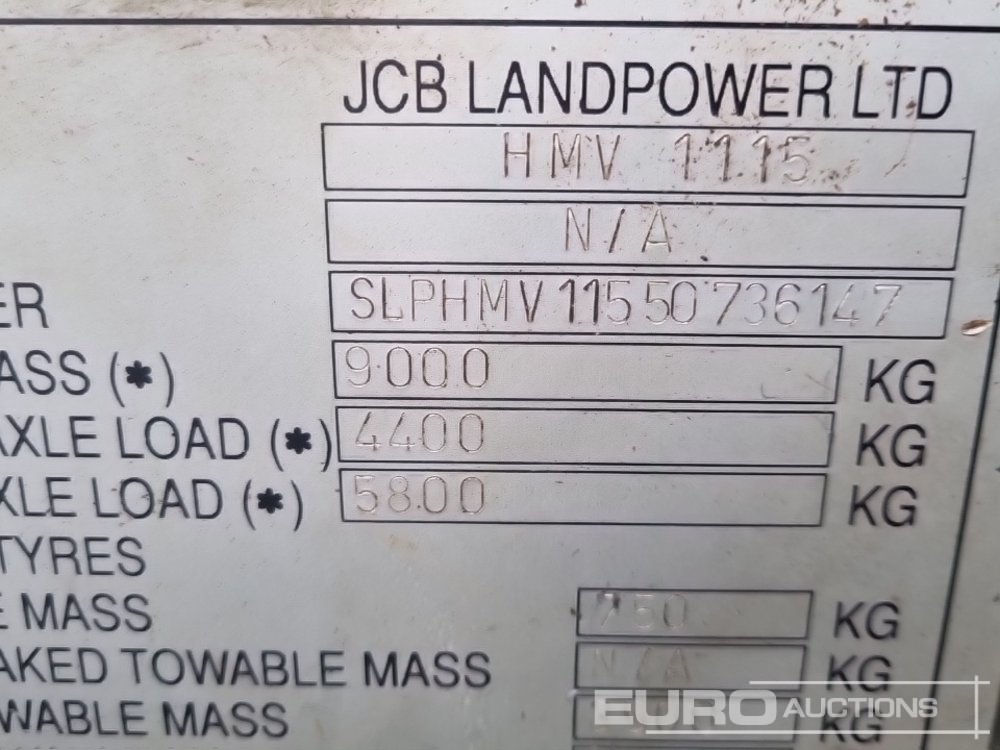 JCB LANDPOWER LTD
HMV 1115
N/A
ER SLPHMV11550736147
ASS (*) 9000 KG
AXLE LOAD (*) 4400 KG
XLE LOAD (*) 5800 KG
TYRES
E MASS 750 KG
AKED TOWABLE MASS N/A KG
WABLE MASS KG
EURO AUCTIONS